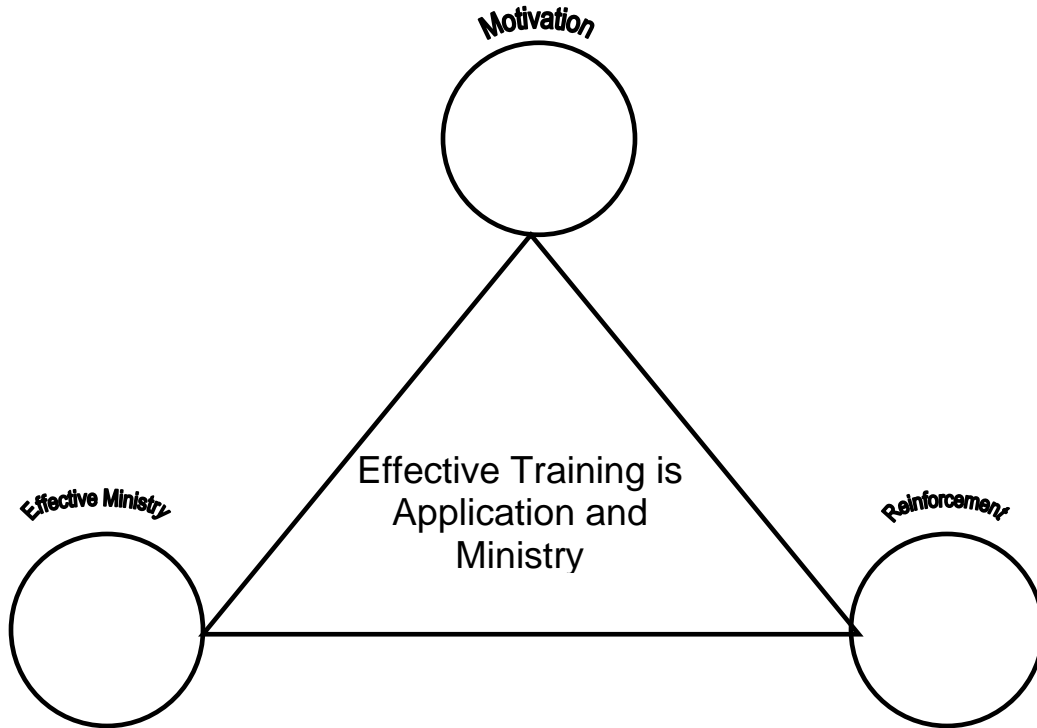 Motivation
Effective Training is
Application and
Ministry
Effective Ministry
Reinforcement